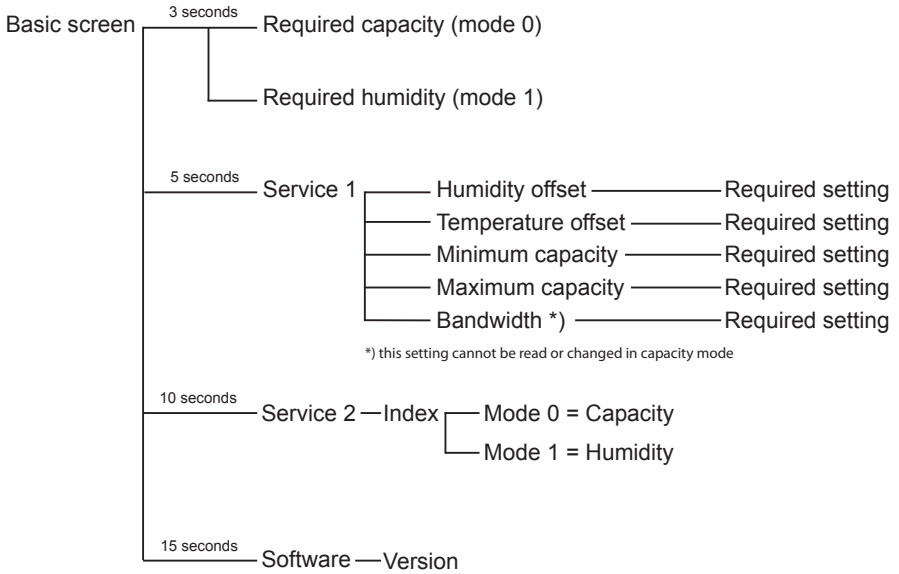 Basic screen
3 seconds
Required capacity (mode 0)
Required humidity (mode 1)
5 seconds
Service 1
Humidity offset
Required setting
Temperature offset
Required setting
Minimum capacity
Required setting
Maximum capacity
Required setting
Bandwidth *)
Required setting
*) this setting cannot be read or changed in capacity mode
10 seconds
Service 2
Index
Mode 0 = Capacity
Mode 1 = Humidity
15 seconds
Software
Version